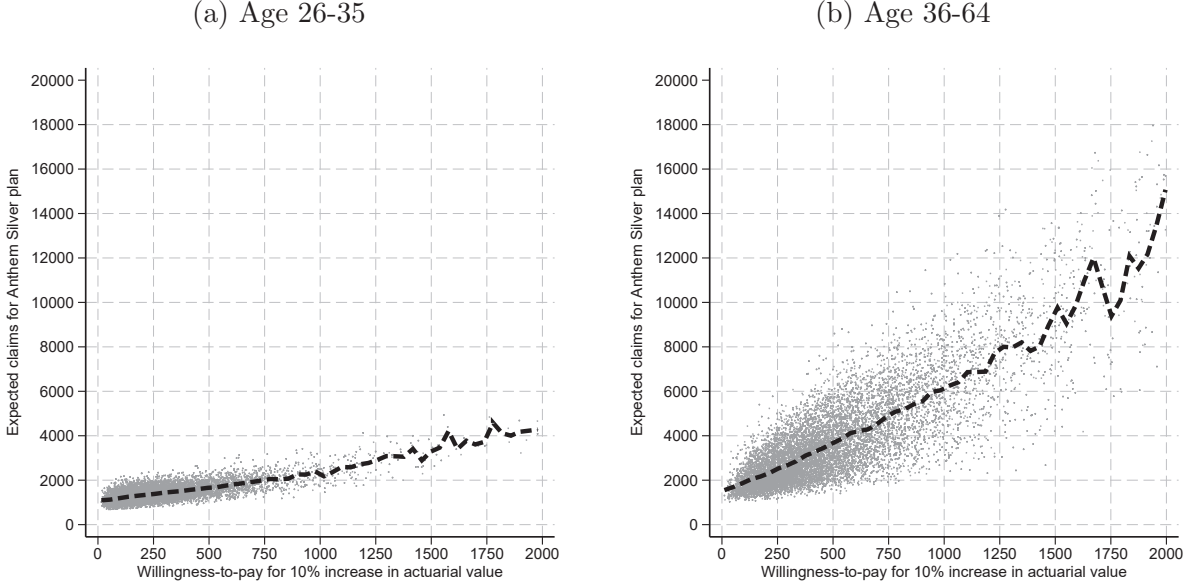 (a) Age 26-35
Expected claims for Anthem Silver plan
20000
18000
16000
14000
12000
10000
8000
6000
4000
2000
0
0 250 500 750 1000 1250 1500 1750 2000
Willingness-to-pay for 10% increase in actuarial value
(b) Age 36-64
Expected claims for Anthem Silver plan
20000
18000
16000
14000
12000
10000
8000
6000
4000
2000
0
0 250 500 750 1000 1250 1500 1750 2000
Willingness-to-pay for 10% increase in actuarial value